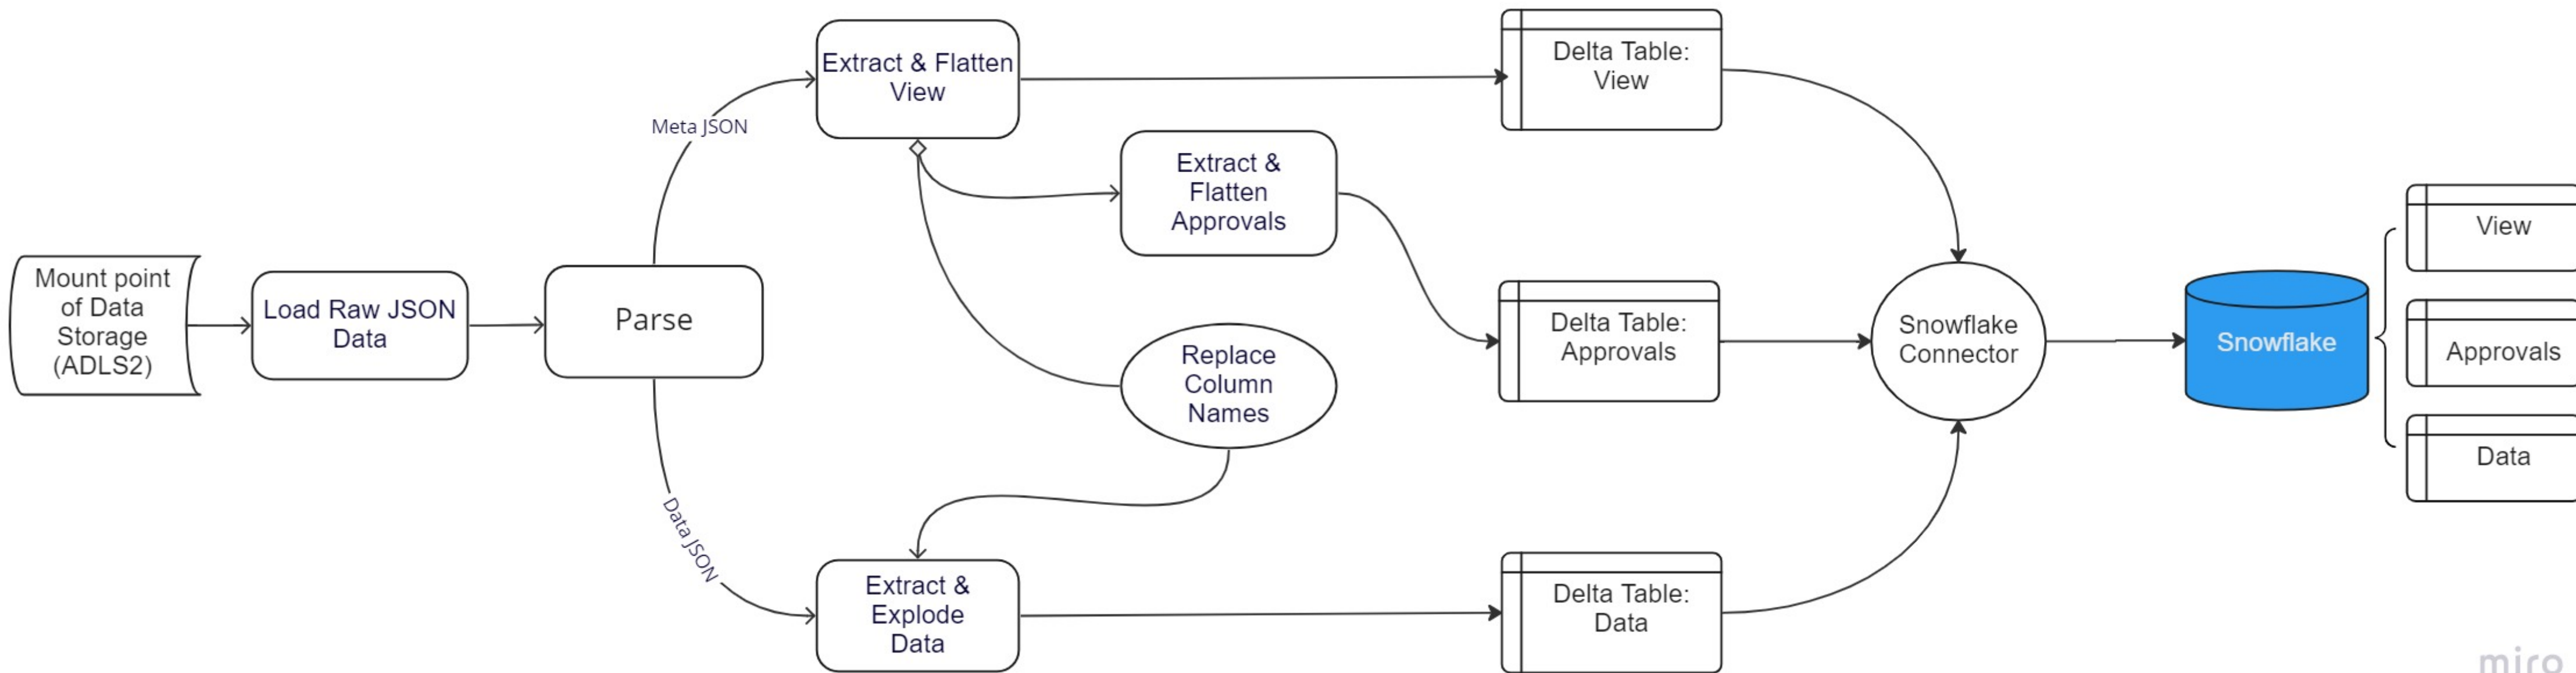 Mount point
of Data
Storage
(ADLS2)
Load Raw JSON
Data
Parse
Meta JSON
Data JSON
Extract & Flatten
View
Extract &
Flatten
Approvals
Replace
Column
Names
Extract &
Explode
Data
Delta Table:
View
Delta Table:
Approvals
Delta Table:
Data
Snowflake
Connector
Snowflake
View
Approvals
Data
miro